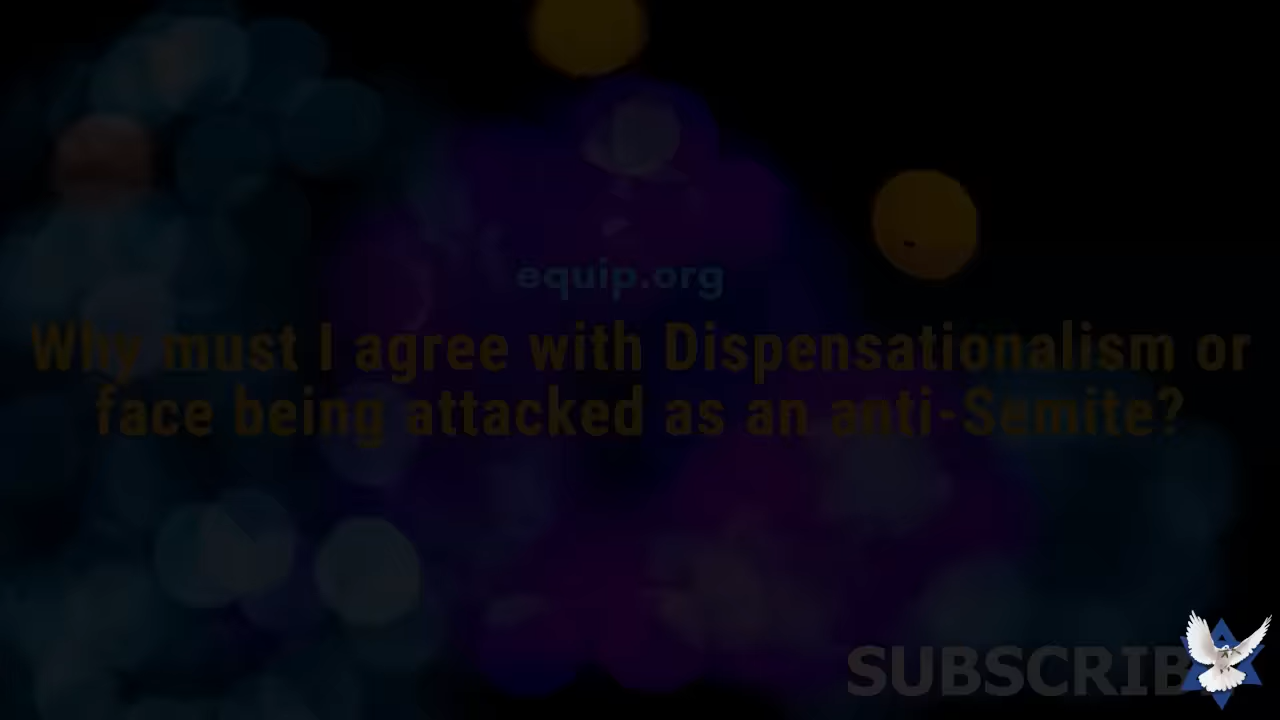 equip.org
Why must I agree with Dispensationalism or
face being attacked as an anti-Semite?
SUBSCRIB